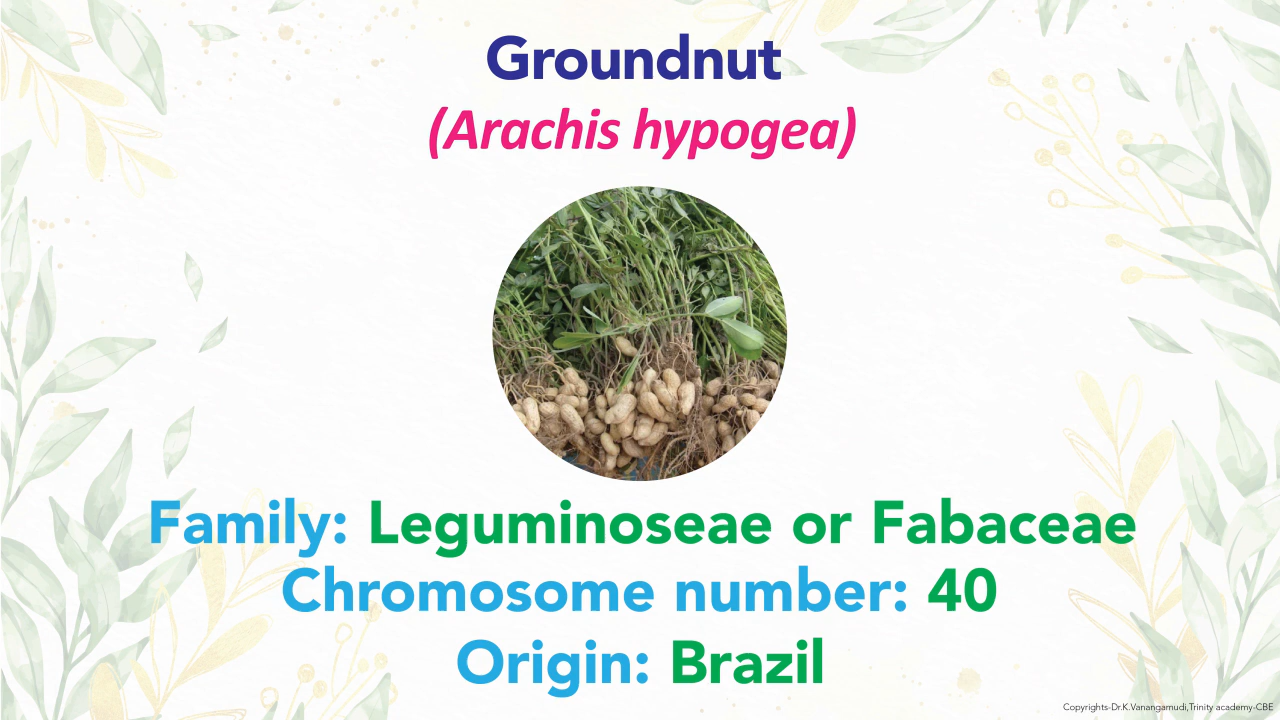 Groundnut
(Arachis hypogea)
Family: Leguminoseae or Fabaceae
Chromosome number: 40
Origin: Brazil
Copyrights-Dr.K.Vanangamudi,Trinity academy-CBE